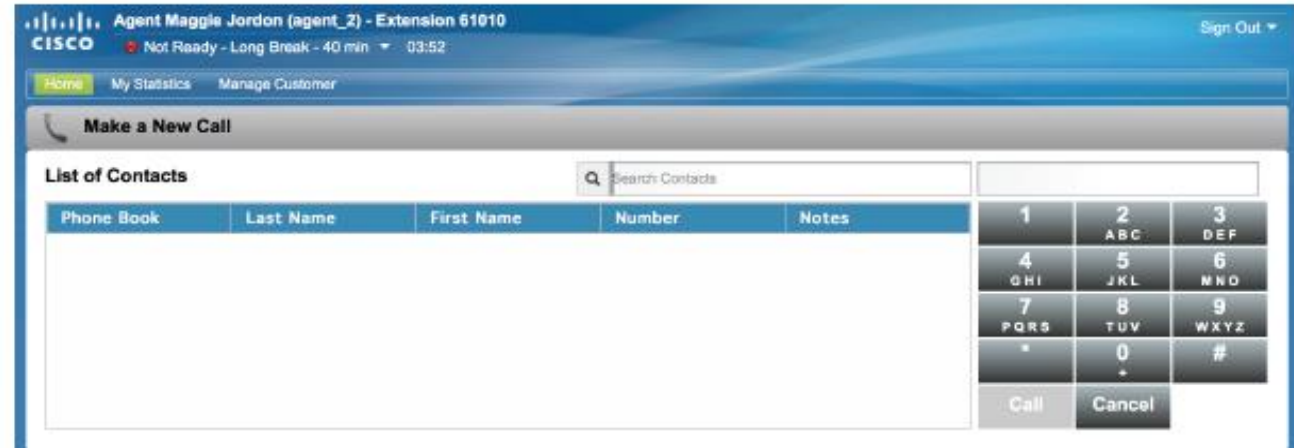 Agent Maggie Jordon (agent_2) - Extension 61010
Sign Out
CISCO
Not Ready - Long Break - 40 min 03:52
Home My Statistics Manage Customer
Make a New Call
List of Contacts
Search Contacts
Phone Book Last Name First Name Number Notes
1 2 3
ABC DEF
4 5 6
GHI JKL MNO
7 8 9
PQRS TUV WXYZ
* 0 #
+
Call Cancel